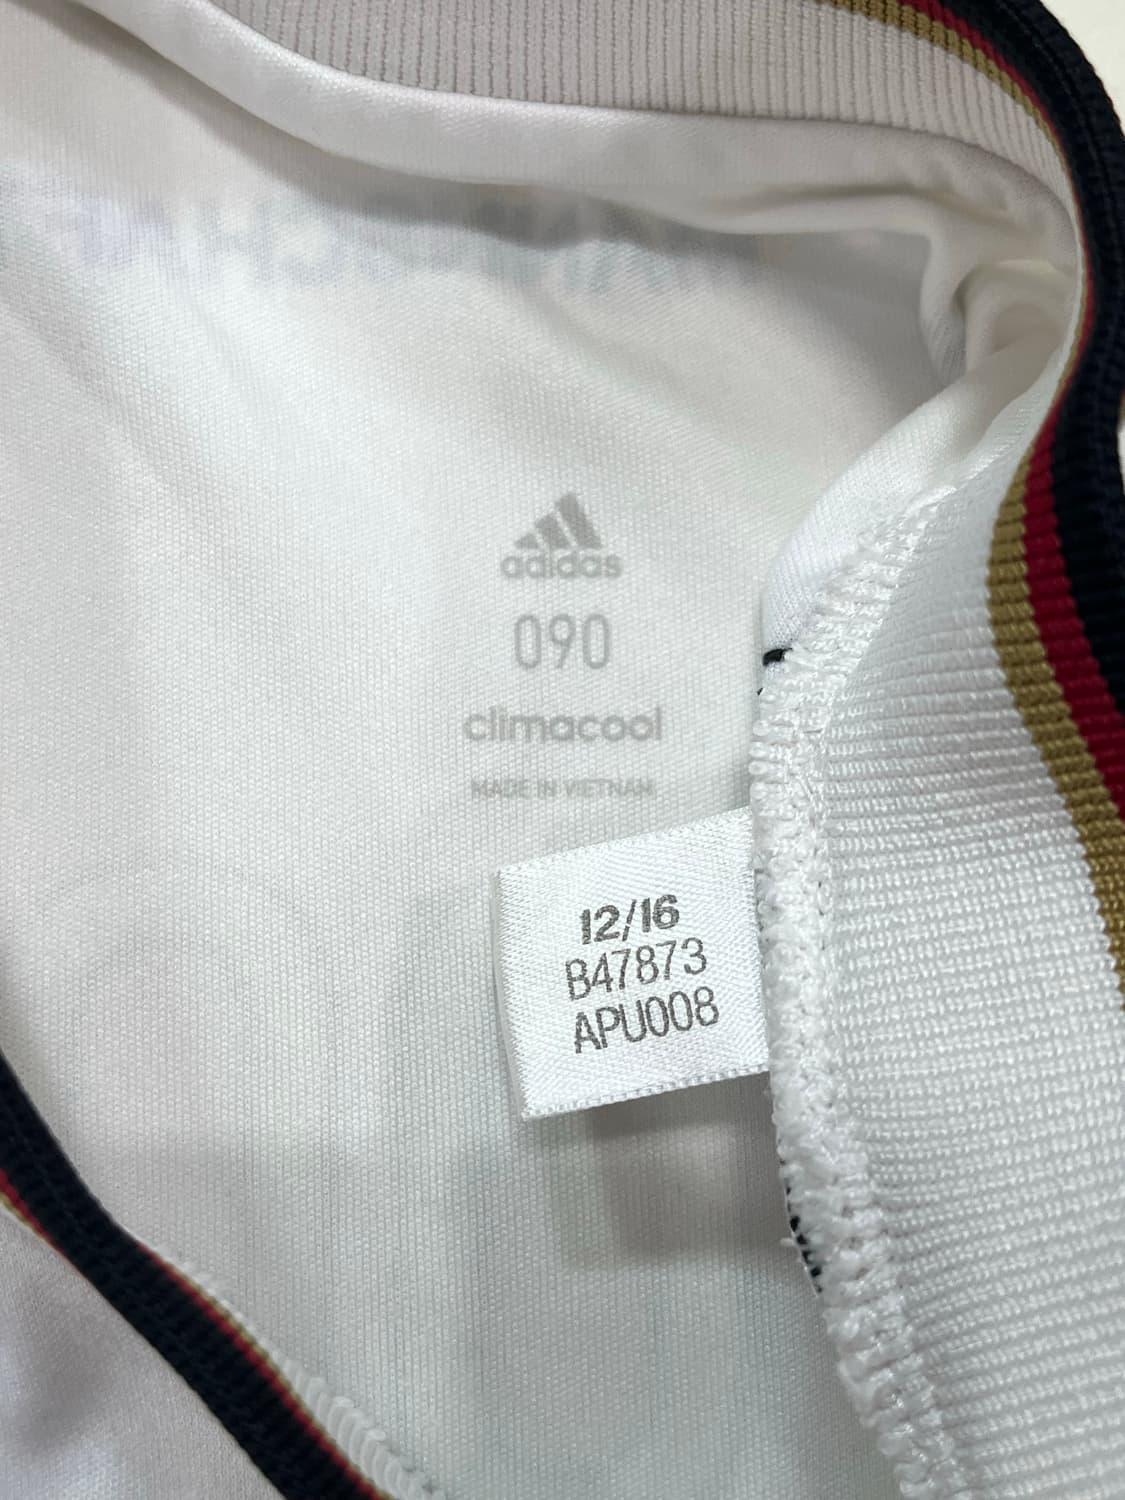 adidas
090
climacool
MADE IN VIETNAM
12/16
B47873
APU008